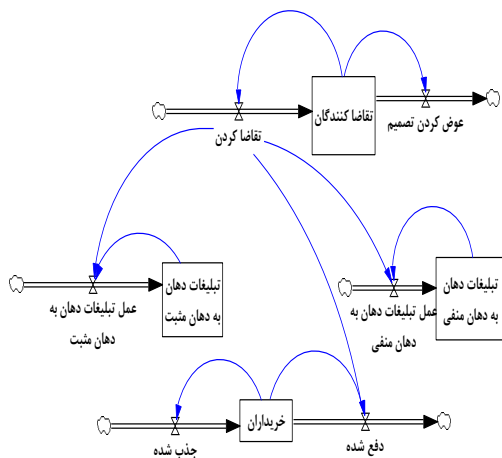 تقاضا کنندگان
عوض کردن تصمیم
تقاضا کردن
تبلیغات دهان
به دهان منفی
عمل تبلیغات دهان به
دهان منفی
تبلیغات دهان
به دهان مثبت
عمل تبلیغات دهان به
دهان مثبت
خریداران
دفع شده
جذب شده